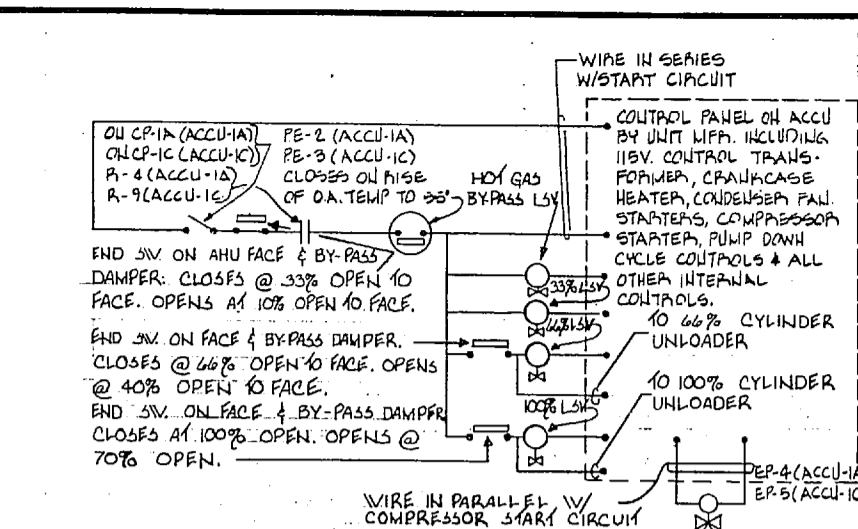 WIRE IN SERIES
W/START CIRCUIT
ON CP-1A (ACCU-1A)
ON CP-1C (ACCU-1C)
R-4 (ACCU-1A)
R-9 (ACCU-1C)
PE-2 (ACCU-1A)
PE-3 (ACCU-1C)
CLOSES ON RISE
OF O.A. TEMP TO 35°
HOT GAS
BY-PASS LSV
CONTROL PANEL ON ACCU
BY UNIT MFR. INCLUDING
115V. CONTROL TRANS-
FORMER, CRANKCASE
HEATER, CONDENSER FAN.
STARTERS, COMPRESSOR
STARTER, PUMP DOWN
CYCLE CONTROLS & ALL
OTHER INTERNAL
CONTROLS.
END SW. ON AHU FACE & BY-PASS
DAMPER: CLOSES @ 33% OPEN TO
FACE. OPENS AT 10% OPEN TO FACE.
33% LSV
66% LSV
END SW. ON FACE & BY-PASS DAMPER.
CLOSES @ 66% OPEN TO FACE. OPENS
@ 40% OPEN TO FACE.
TO 66% CYLINDER
UNLOADER
END SW. ON FACE & BY-PASS DAMPER
CLOSES AT 100% OPEN. OPENS @
70% OPEN.
100% LSV
TO 100% CYLINDER
UNLOADER
WIRE IN PARALLEL W/
COMPRESSOR START CIRCUIT
EP-4 (ACCU-1A
EP-5 (ACCU-1C